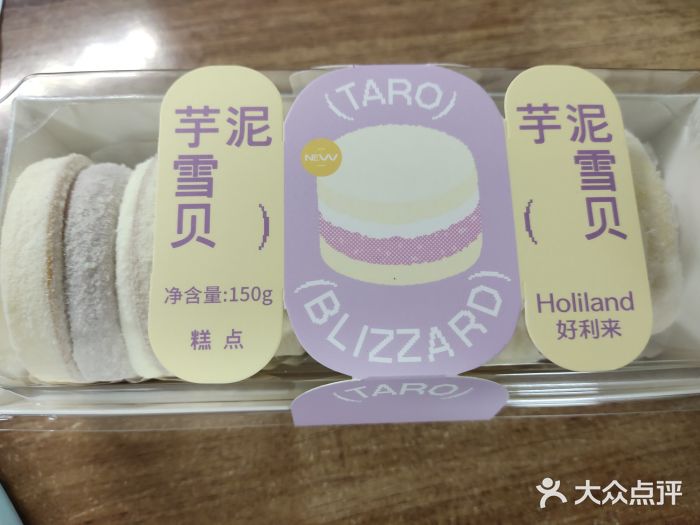 芋泥雪贝
净含量:150g
糕点
(TARO)
NEW
(BLIZZARD)
(TARO)
芋泥雪贝
Holiland
好利来
大众点评